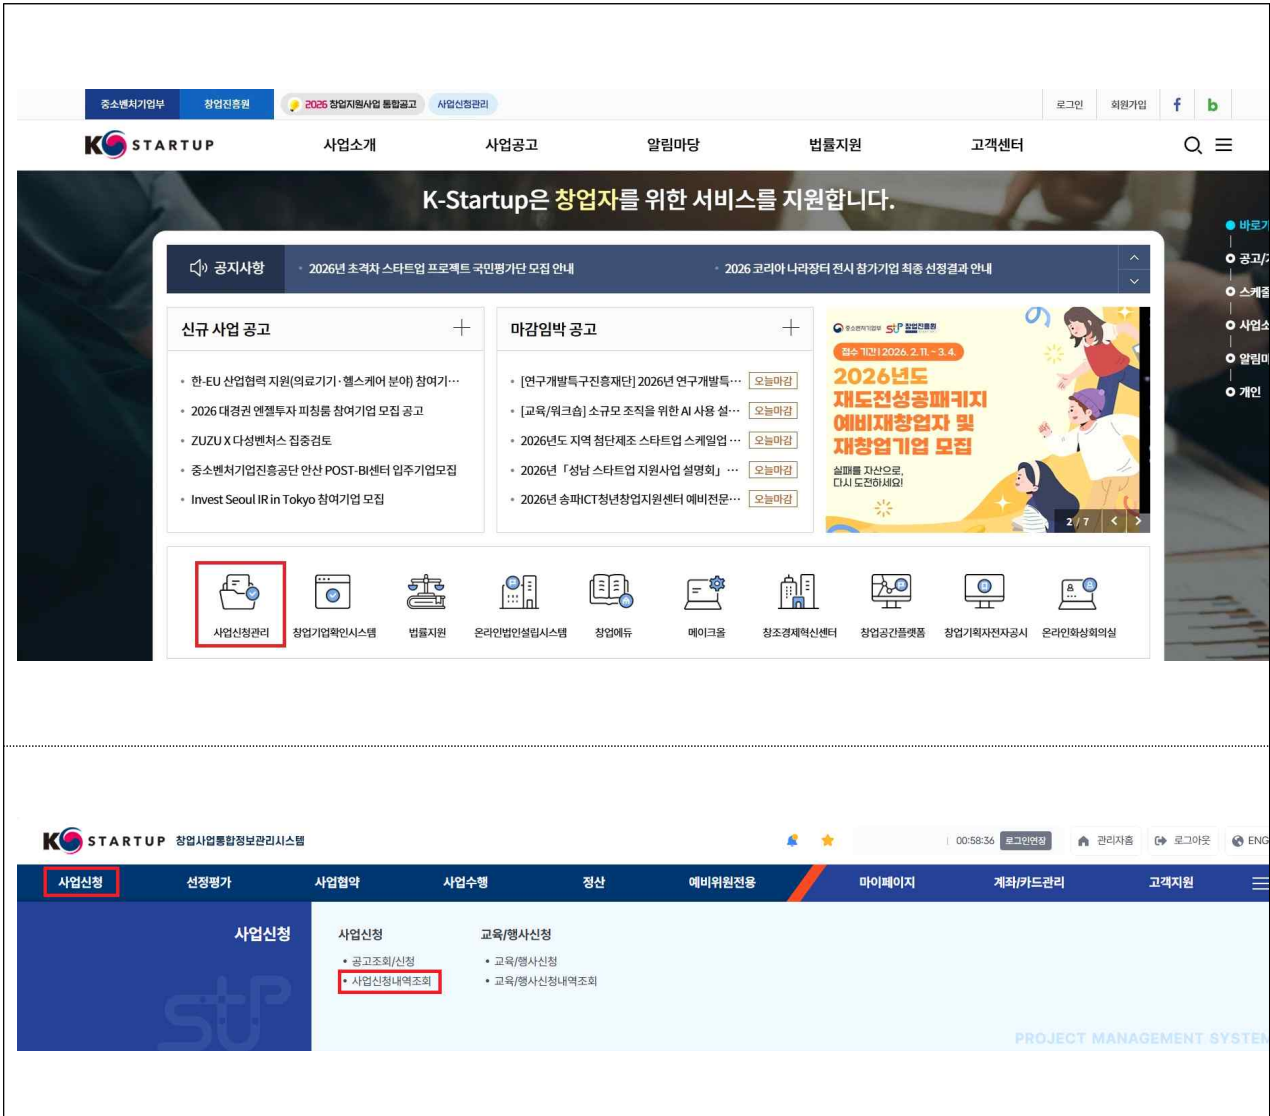 중소벤처기업부 창업진흥원 2026 창업지원사업 통합공고 사업신청관리 로그인 회원가입 f b
K STARTUP 사업소개 사업공고 알림마당 법률지원 고객센터
K-Startup은 창업자를 위한 서비스를 지원합니다.
바로가
공고/
스케줄
사업소
알림마
개인
공지사항 · 2026년 초격차 스타트업 프로젝트 국민평가단 모집 안내 · 2026 코리아 나라장터 전시 참가기업 최종 선정결과 안내
신규 사업 공고
• 한-EU 산업협력 지원(의료기기·헬스케어 분야) 참여기···
• 2026 대경권 엔젤투자 피칭룸 참여기업 모집 공고
• ZUZU X 다성벤처스 집중검토
• 중소벤처기업진흥공단 안산 POST-BI센터 입주기업모집
• Invest Seoul IR in Tokyo 참여기업 모집
마감임박 공고
• [연구개발특구진흥재단] 2026년 연구개발특··· 오늘마감
• [교육/워크숍] 소규모 조직을 위한 AI 사용 설··· 오늘마감
• 2026년도 지역 첨단제조 스타트업 스케일업 ··· 오늘마감
• 2026년 「성남 스타트업 지원사업 설명회」 ··· 오늘마감
• 2026년 송파ICT청년창업지원센터 예비전문··· 오늘마감
중소벤처기업부 창업진흥원
접수 기간 | 2026. 2. 11. ~ 3. 4.
2026년도
재도전성공패키지
예비재창업자 및
재창업기업 모집
실패를 자산으로,
다시 도전하세요!
2 / 7
사업신청관리 창업기업확인시스템 법률지원 온라인법인설립시스템 창업에듀 메이크올 창조경제혁신센터 창업공간플랫폼 창업기획자전자공시 온라인화상회의실
K STARTUP 창업사업통합정보관리시스템 00:58:36 로그인연장 관리자홈 로그아웃 ENG
사업신청 선정평가 사업협약 사업수행 정산 예비위원전용 마이페이지 계좌/카드관리 고객지원
사업신청
사업신청
• 공고조회/신청
• 사업신청내역조회
교육/행사신청
• 교육/행사신청
• 교육/행사신청내역조회
PROJECT MANAGEMENT SYSTEM